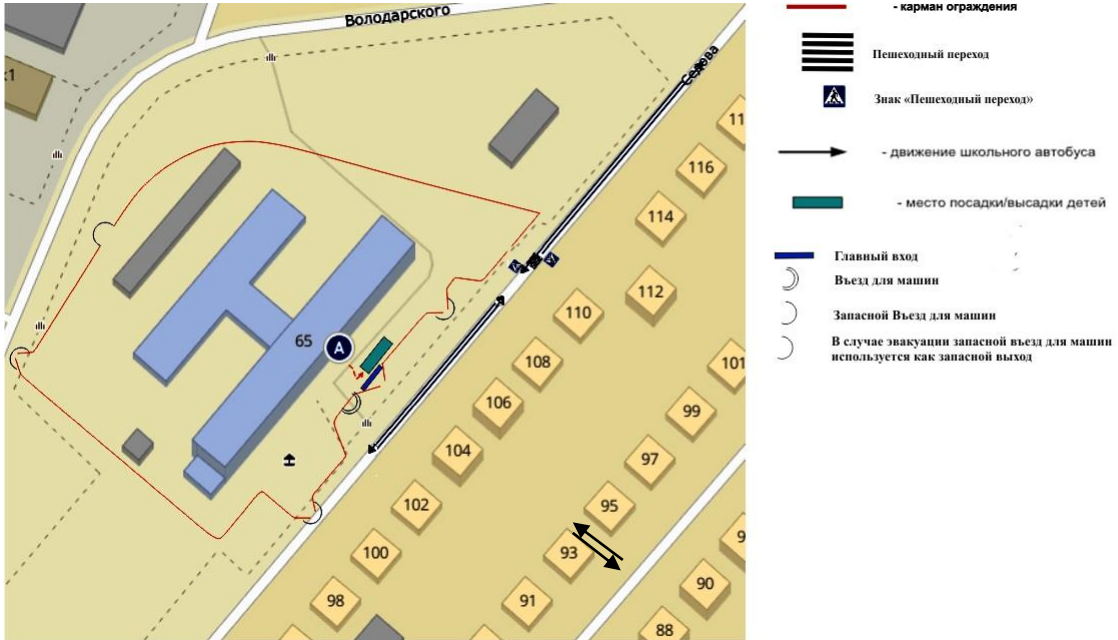 Володарского
Седова
к1
65
А
116
114
112
110
108
106
104
102
100
98
101
99
97
95
93
91
90
88
- карман ограждения
Пешеходный переход
Знак «Пешеходный переход»
- движение школьного автобуса
- место посадки/высадки детей
Главный вход
Въезд для машин
Запасной Въезд для машин
В случае эвакуации запасной въезд для машин
используется как запасной выход